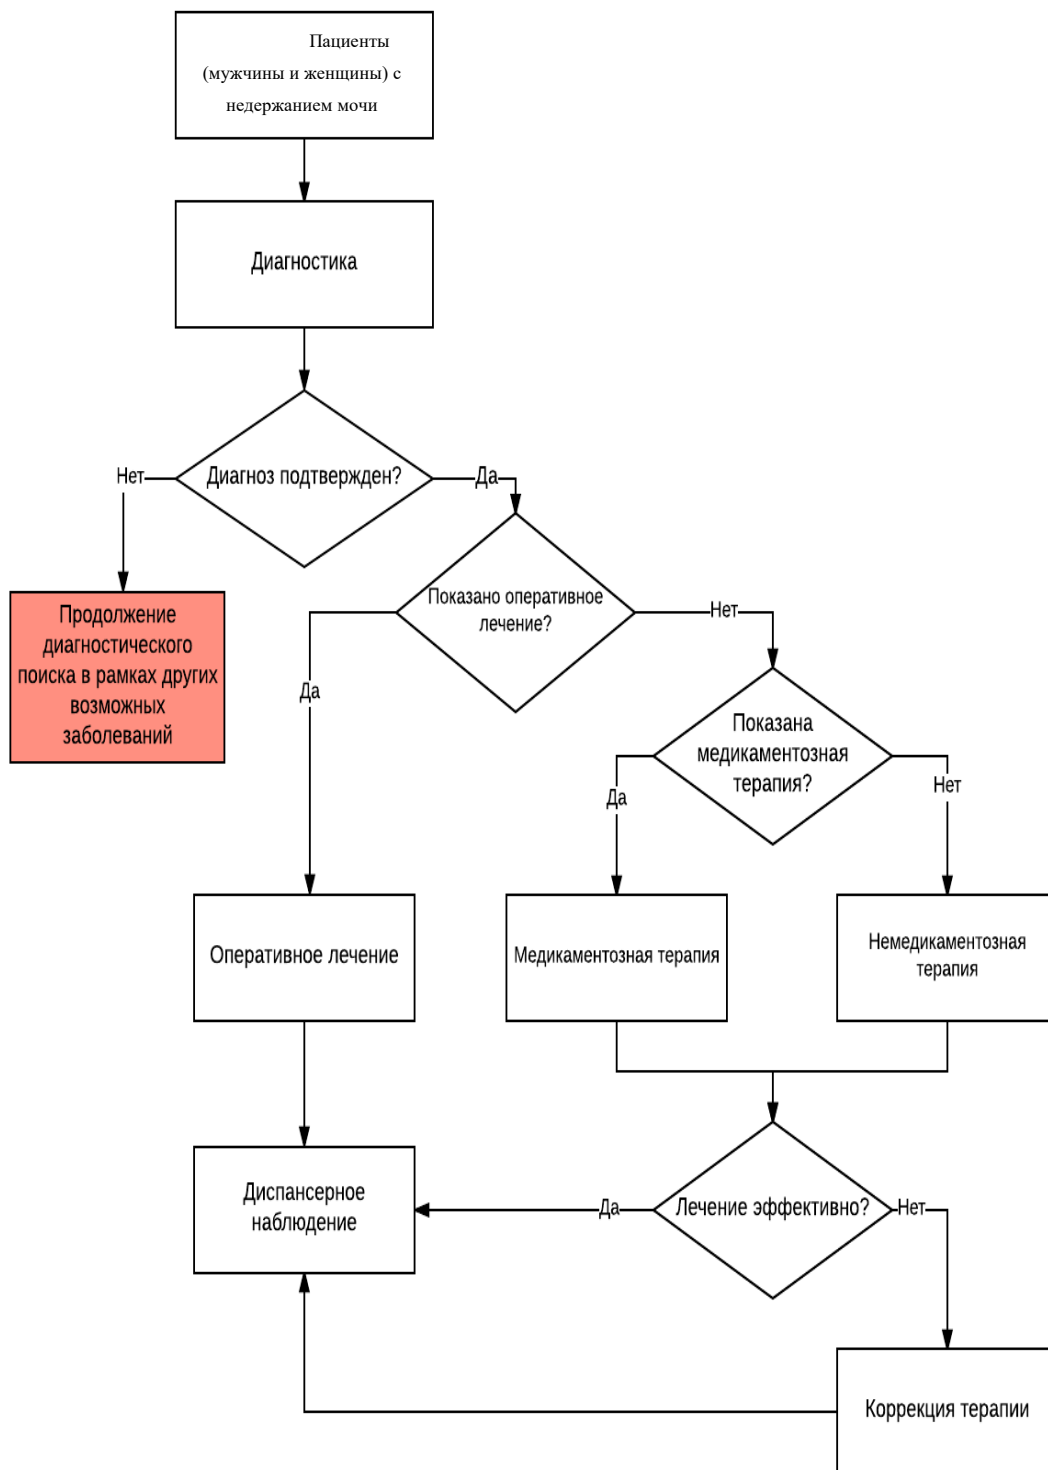 Пациенты
(мужчины и женщины) с
недержанием мочи
Диагностика
Диагноз подтвержден?
Нет
Да
Продолжение
диагностического
поиска в рамках других
возможных
заболеваний
Показано оперативное
лечение?
Да
Нет
Показана
медикаментозная
терапия?
Да
Нет
Оперативное лечение
Медикаментозная терапия
Немедикаментозная
терапия
Диспансерное
наблюдение
Да
Лечение эффективно?
Нет
Коррекция терапии